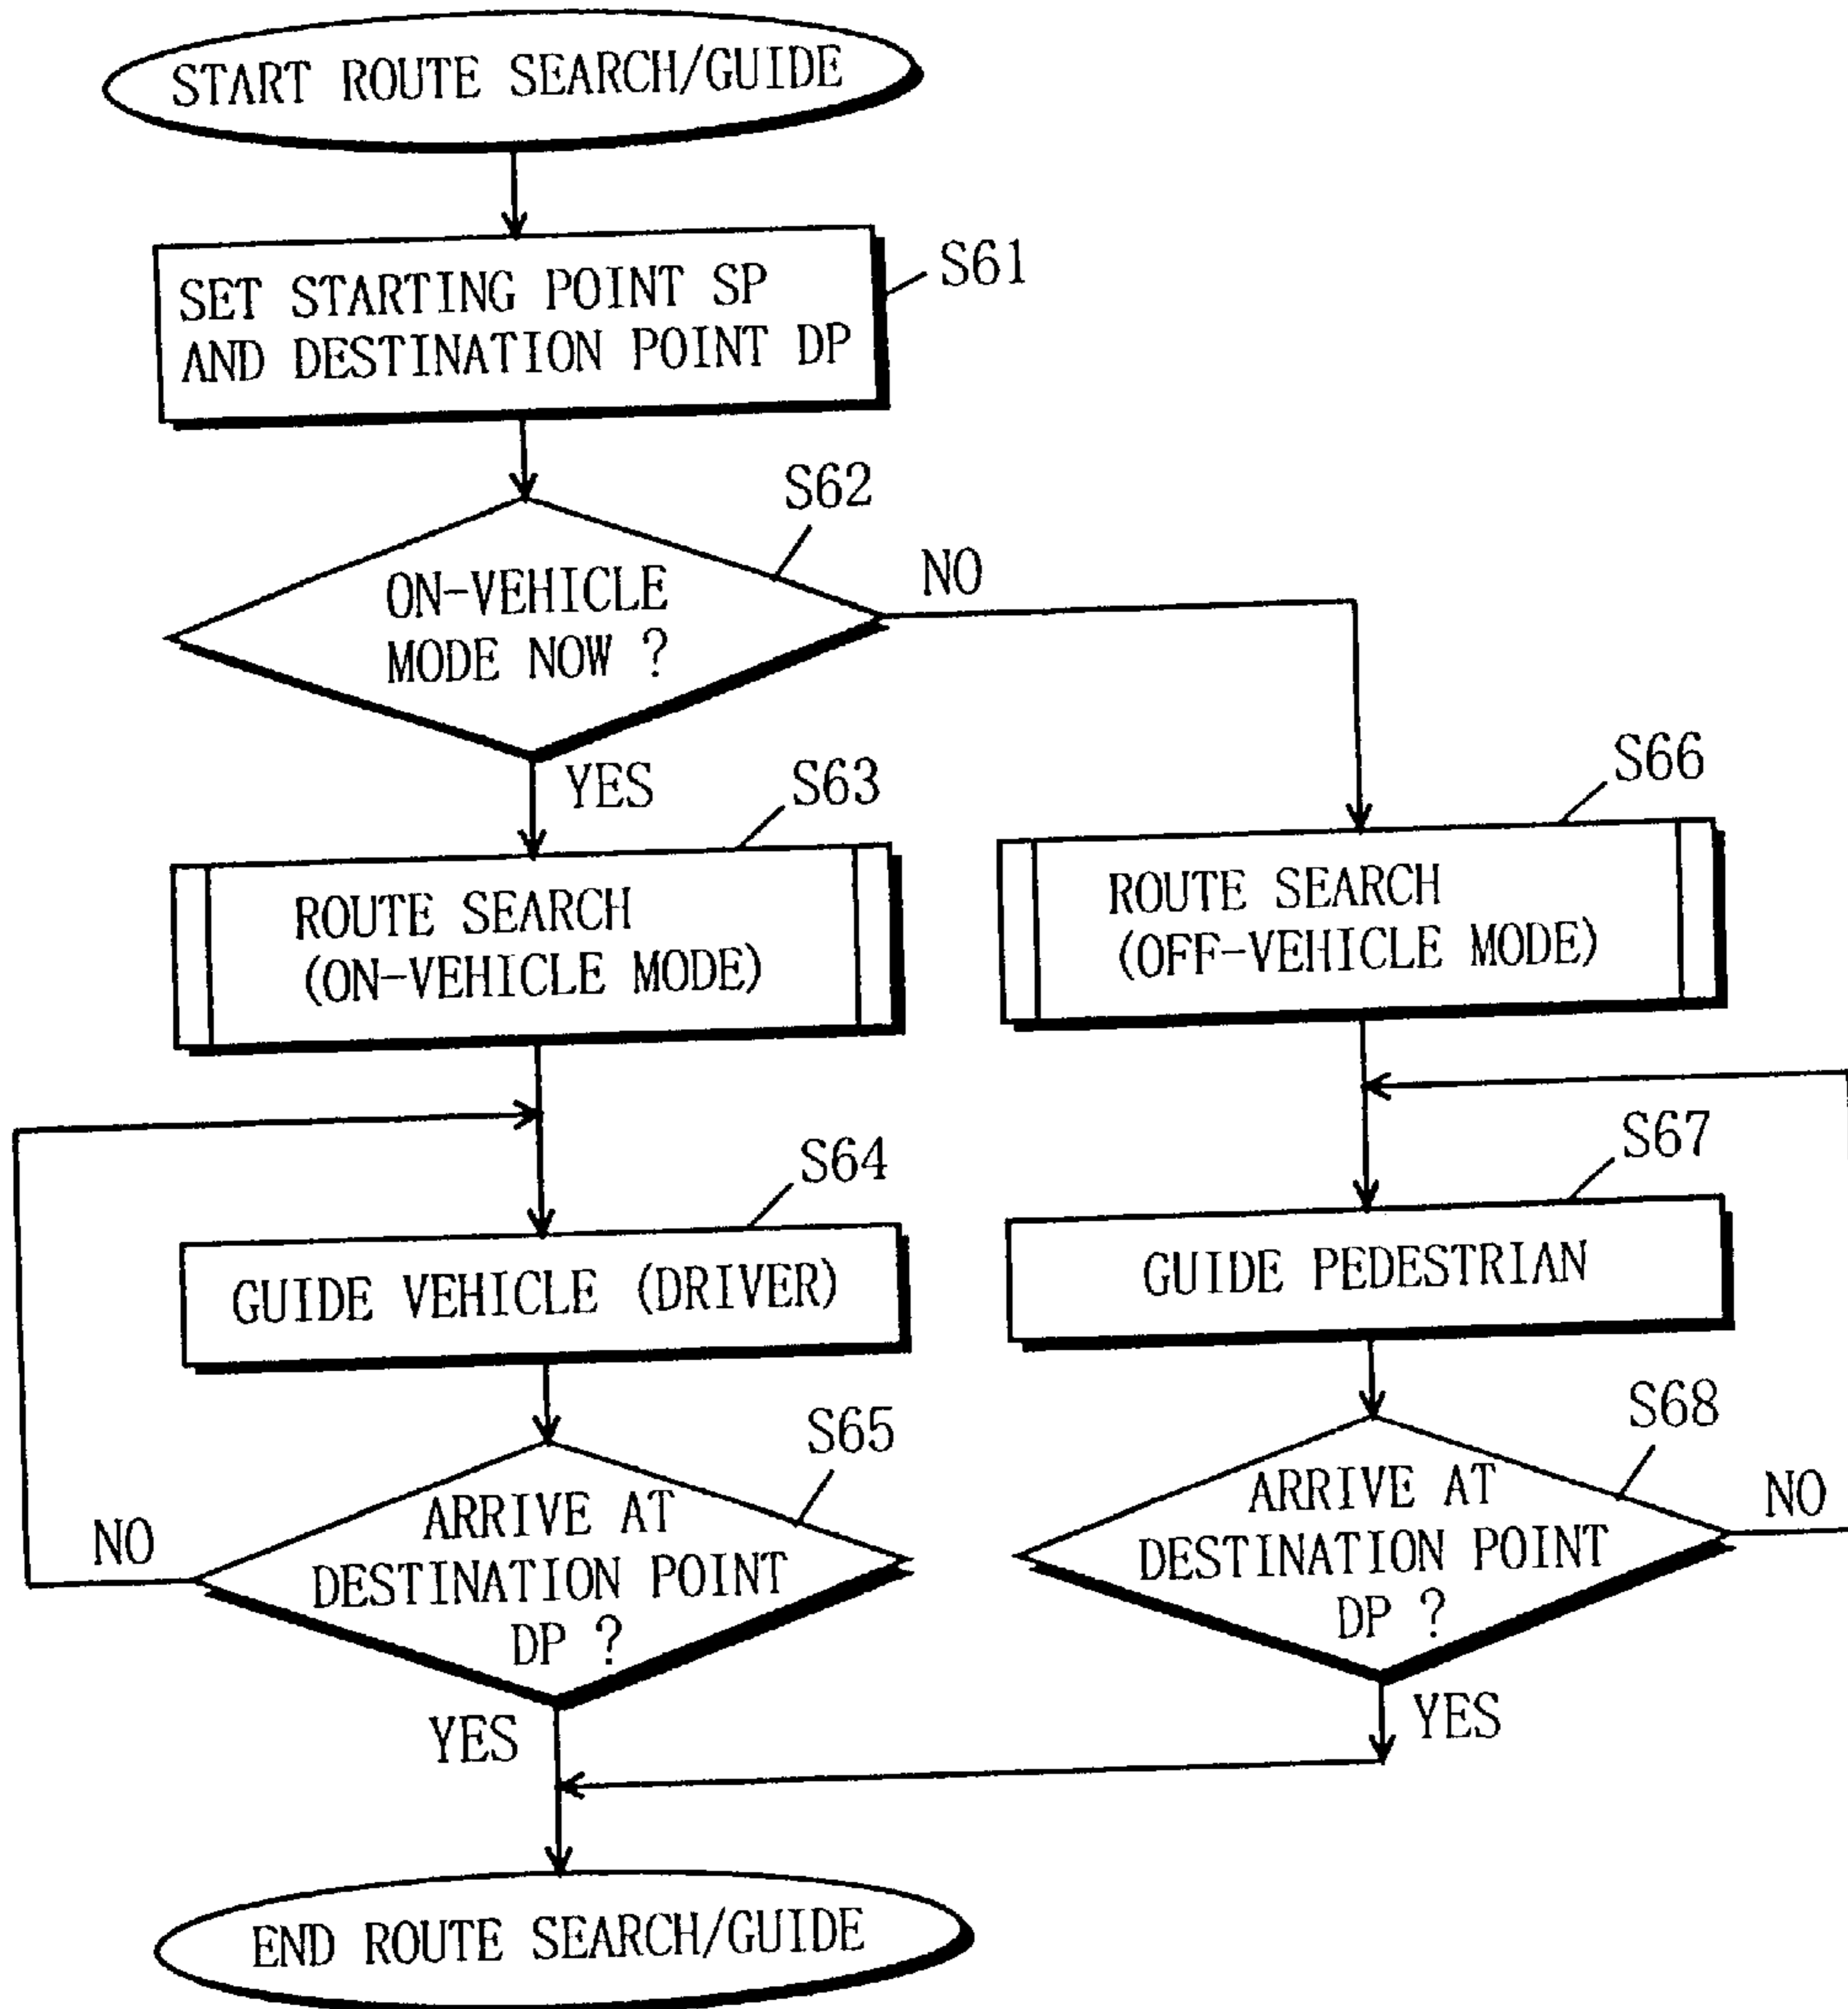 START ROUTE SEARCH/GUIDE
SET STARTING POINT SP
AND DESTINATION POINT DP
S61
S62
ON-VEHICLE
MODE NOW ?
NO
YES
S63
ROUTE SEARCH
(ON-VEHICLE MODE)
S66
ROUTE SEARCH
(OFF-VEHICLE MODE)
S64
GUIDE VEHICLE (DRIVER)
S67
GUIDE PEDESTRIAN
S65
ARRIVE AT
DESTINATION POINT
DP ?
NO
YES
S68
ARRIVE AT
DESTINATION POINT
DP ?
NO
YES
END ROUTE SEARCH/GUIDE